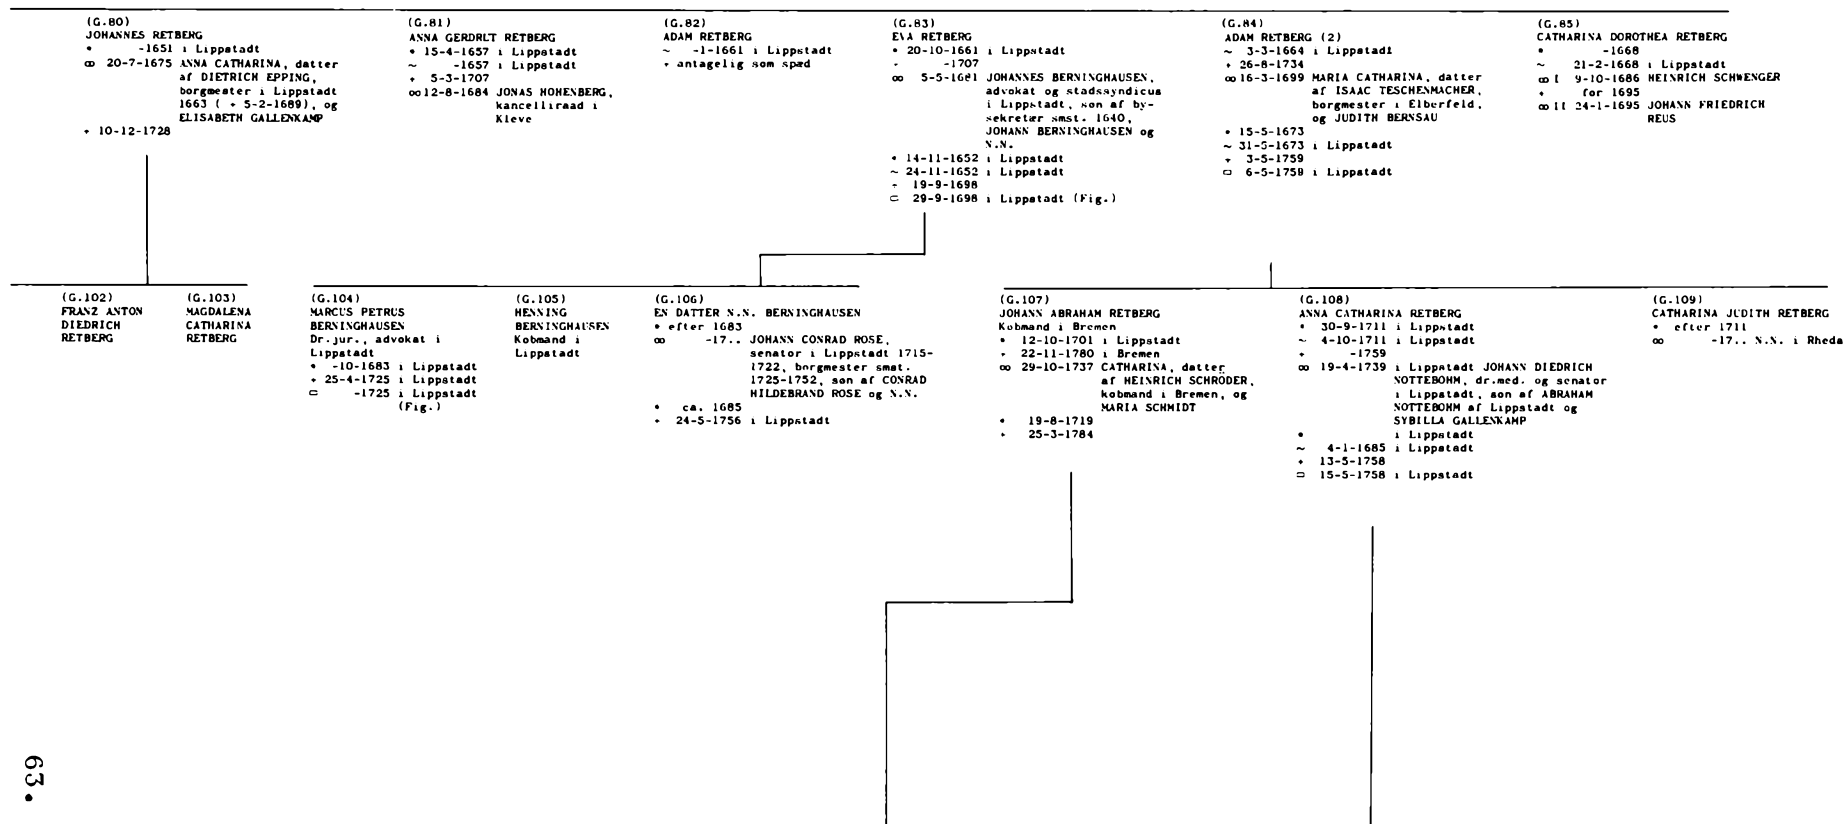 (G.80)
JOHANNES RETBERG
* -1651 i Lippstadt
∞ 20-7-1675 ANNA CATHARINA, datter
af DIETRICH EPPING,
borgmester i Lippstadt
1663 ( + 5-2-1689), og
ELISABETH GALLENKAMP
+ 10-12-1728
(G.81)
ANNA GERDRUT RETBERG
* 15-4-1657 i Lippstadt
~ -1657 i Lippstadt
+ 5-3-1707
∞ 12-8-1684 JONAS HOHENBERG,
kancelliraad i
Kleve
(G.82)
ADAM RETBERG
~ -1-1661 i Lippstadt
+ antagelig som spæd
(G.83)
EVA RETBERG
* 20-10-1661 i Lippstadt
+ -1707
∞ 5-5-1681 JOHANNES BERNINGHAUSEN,
advokat og stadssyndicus
i Lippstadt, søn af by-
sekretær smst. 1640,
JOHANN BERNINGHAUSEN og
N.N.
* 14-11-1652 i Lippstadt
~ 24-11-1652 i Lippstadt
+ 19-9-1698
▭ 29-9-1698 i Lippstadt (Fig.)
(G.84)
ADAM RETBERG (2)
~ 3-3-1664 i Lippstadt
+ 26-8-1734
∞ 16-3-1699 MARIA CATHARINA, datter
af ISAAC TESCHENMACHER,
borgmester i Elberfeld,
og JUDITH BERNSAU
* 15-5-1673
~ 31-5-1673 i Lippstadt
+ 3-5-1759
▭ 6-5-1759 i Lippstadt
(G.85)
CATHARINA DOROTHEA RETBERG
* -1668
~ 21-2-1668 i Lippstadt
∞ I 9-10-1686 HEINRICH SCHWENGER
+ før 1695
∞ II 24-1-1695 JOHANN FRIEDRICH
REUS
(G.102)
FRANZ ANTON
DIEDRICH
RETBERG
(G.103)
MAGDALENA
CATHARINA
RETBERG
(G.104)
MARCUS PETRUS
BERNINGHAUSEN
Dr.jur., advokat i
Lippstadt
* -10-1683 i Lippstadt
+ 25-4-1725 i Lippstadt
▭ -1725 i Lippstadt
(Fig.)
(G.105)
HENNING
BERNINGHAUSEN
Købmand i
Lippstadt
(G.106)
EN DATTER N.N. BERNINGHAUSEN
* efter 1683
∞ -17.. JOHANN CONRAD ROSE,
senator i Lippstadt 1715-
1722, borgmester smst.
1725-1752, søn af CONRAD
HILDEBRAND ROSE og N.N.
* ca. 1685
+ 24-5-1756 i Lippstadt
(G.107)
JOHANN ABRAHAM RETBERG
Købmand i Bremen
* 12-10-1701 i Lippstadt
+ 22-11-1780 i Bremen
∞ 29-10-1737 CATHARINA, datter
af HEINRICH SCHRÖDER,
købmand i Bremen, og
MARIA SCHMIDT
* 19-8-1719
+ 25-3-1784
(G.108)
ANNA CATHARINA RETBERG
* 30-9-1711 i Lippstadt
~ 4-10-1711 i Lippstadt
+ -1759
∞ 19-4-1739 i Lippstadt JOHANN DIEDRICH
NOTTEBOHM, dr.med. og senator
i Lippstadt, søn af ABRAHAM
NOTTEBOHM af Lippstadt og
SYBILLA GALLENKAMP
* i Lippstadt
~ 4-1-1685 i Lippstadt
+ 13-5-1758
▭ 15-5-1758 i Lippstadt
(G.109)
CATHARINA JUDITH RETBERG
* efter 1711
∞ -17.. N.N. i Rheda
63.